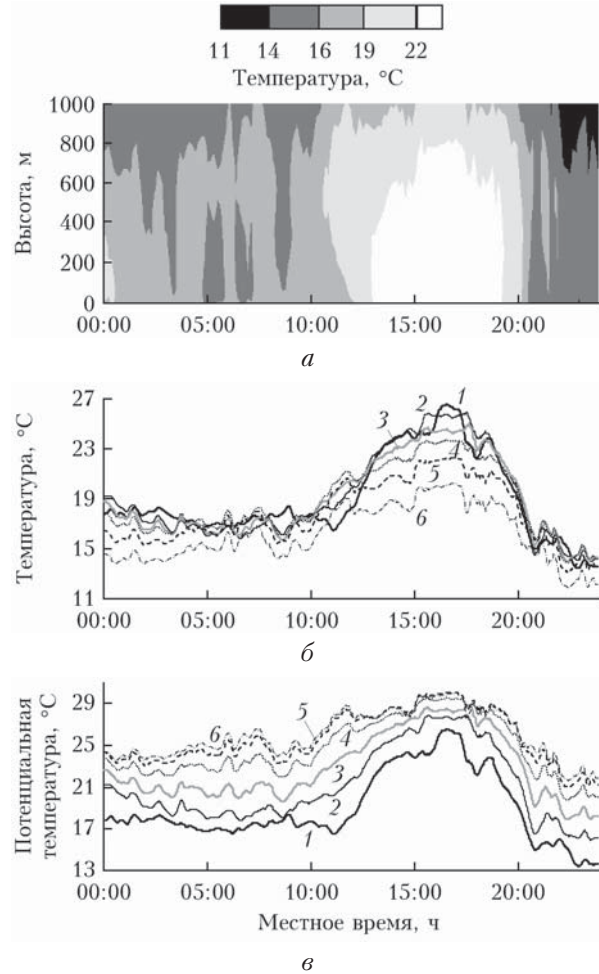 11 14 16 19 22
Температура, °C
Высота, м
1000
800
600
400
200
0
00:00 05:00 10:00 15:00 20:00
а
Температура, °C
27
23
19
15
11
1
2
3
4
5
6
00:00 05:00 10:00 15:00 20:00
б
Потенциальная
температура, °C
29
25
21
17
13
6
5
4
3
2
1
00:00 05:00 10:00 15:00 20:00
Местное время, ч
в